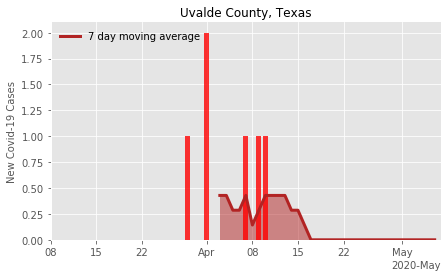 Uvalde County, Texas
7 day moving average
New Covid-19 Cases
2.00
1.75
1.50
1.25
1.00
0.75
0.50
0.25
0.00
08
15
22
Apr
08
15
22
May
2020-May